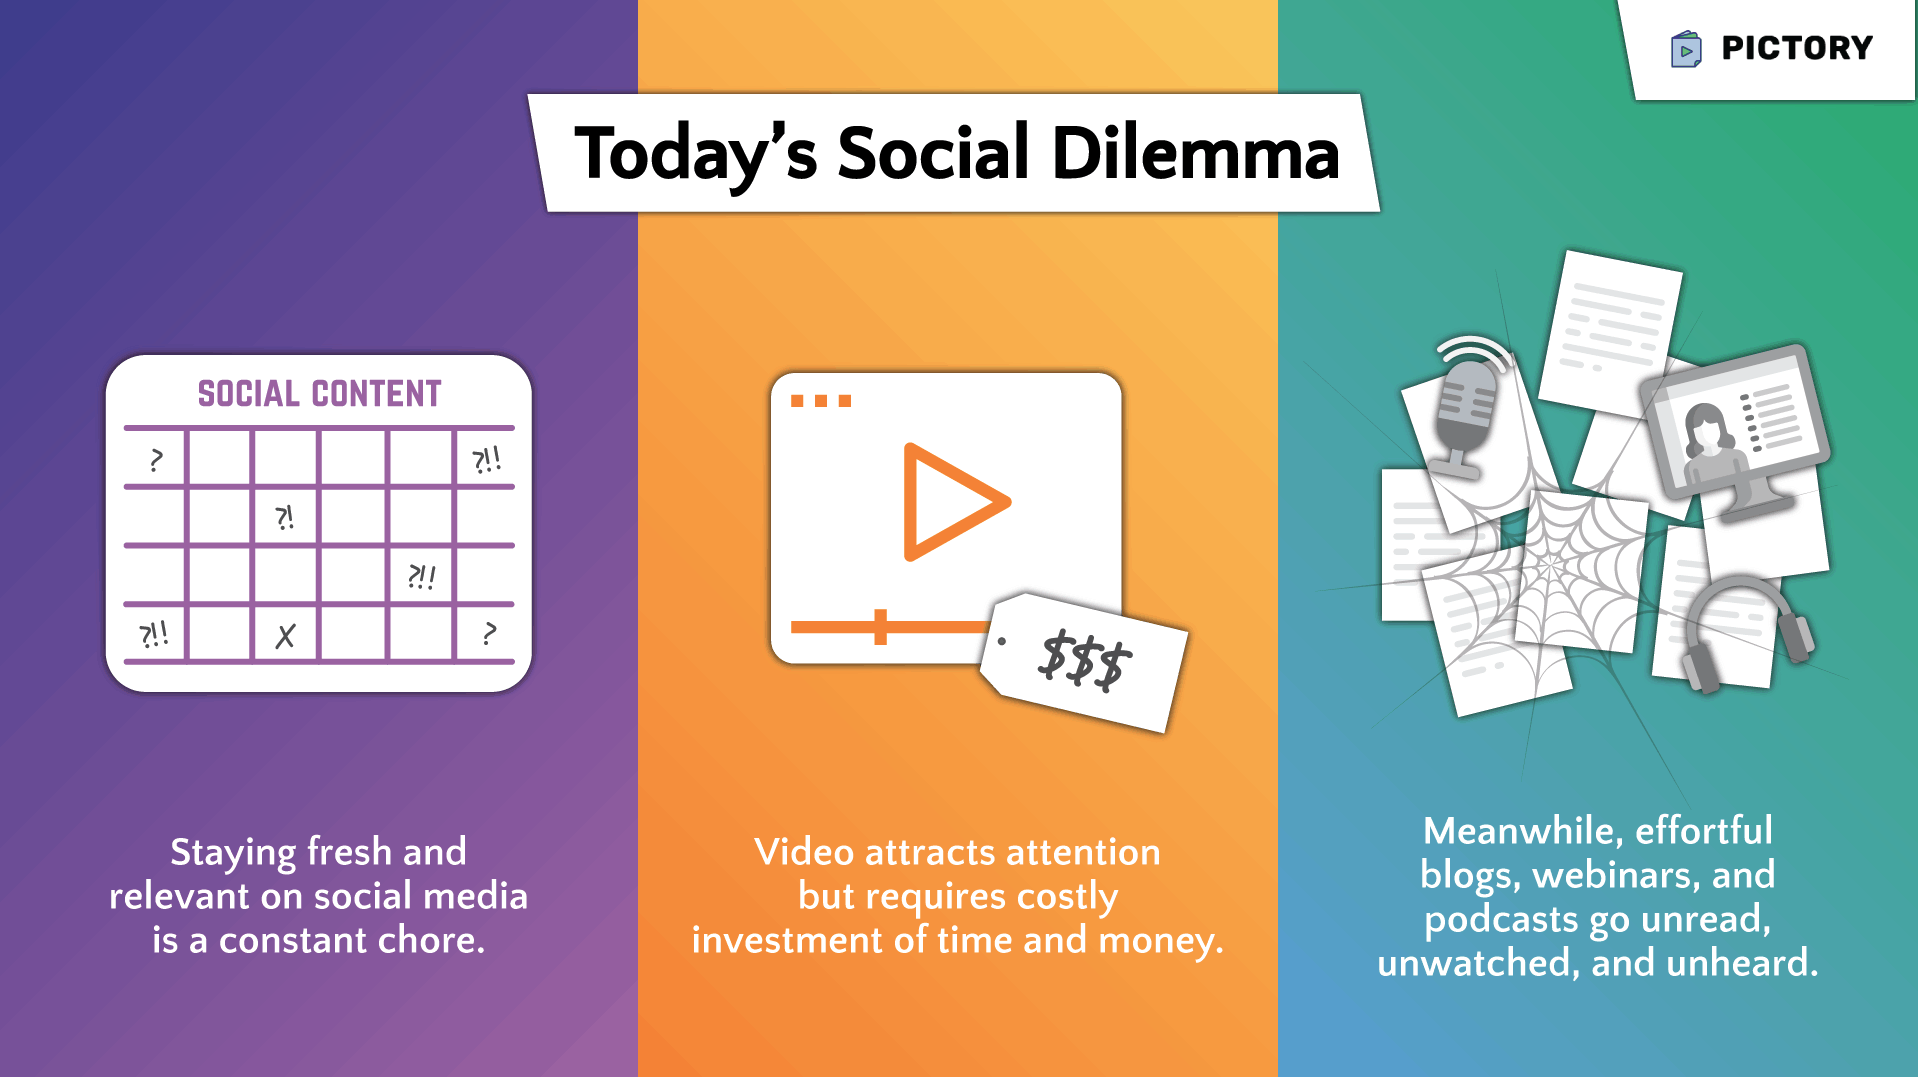 PICTORY
Today's Social Dilemma
SOCIAL CONTENT
? ?!!
?!
?!!
?!! X ?
$$$
Staying fresh and
relevant on social media
is a constant chore.
Video attracts attention
but requires costly
investment of time and money.
Meanwhile, effortful
blogs, webinars, and
podcasts go unread,
unwatched, and unheard.